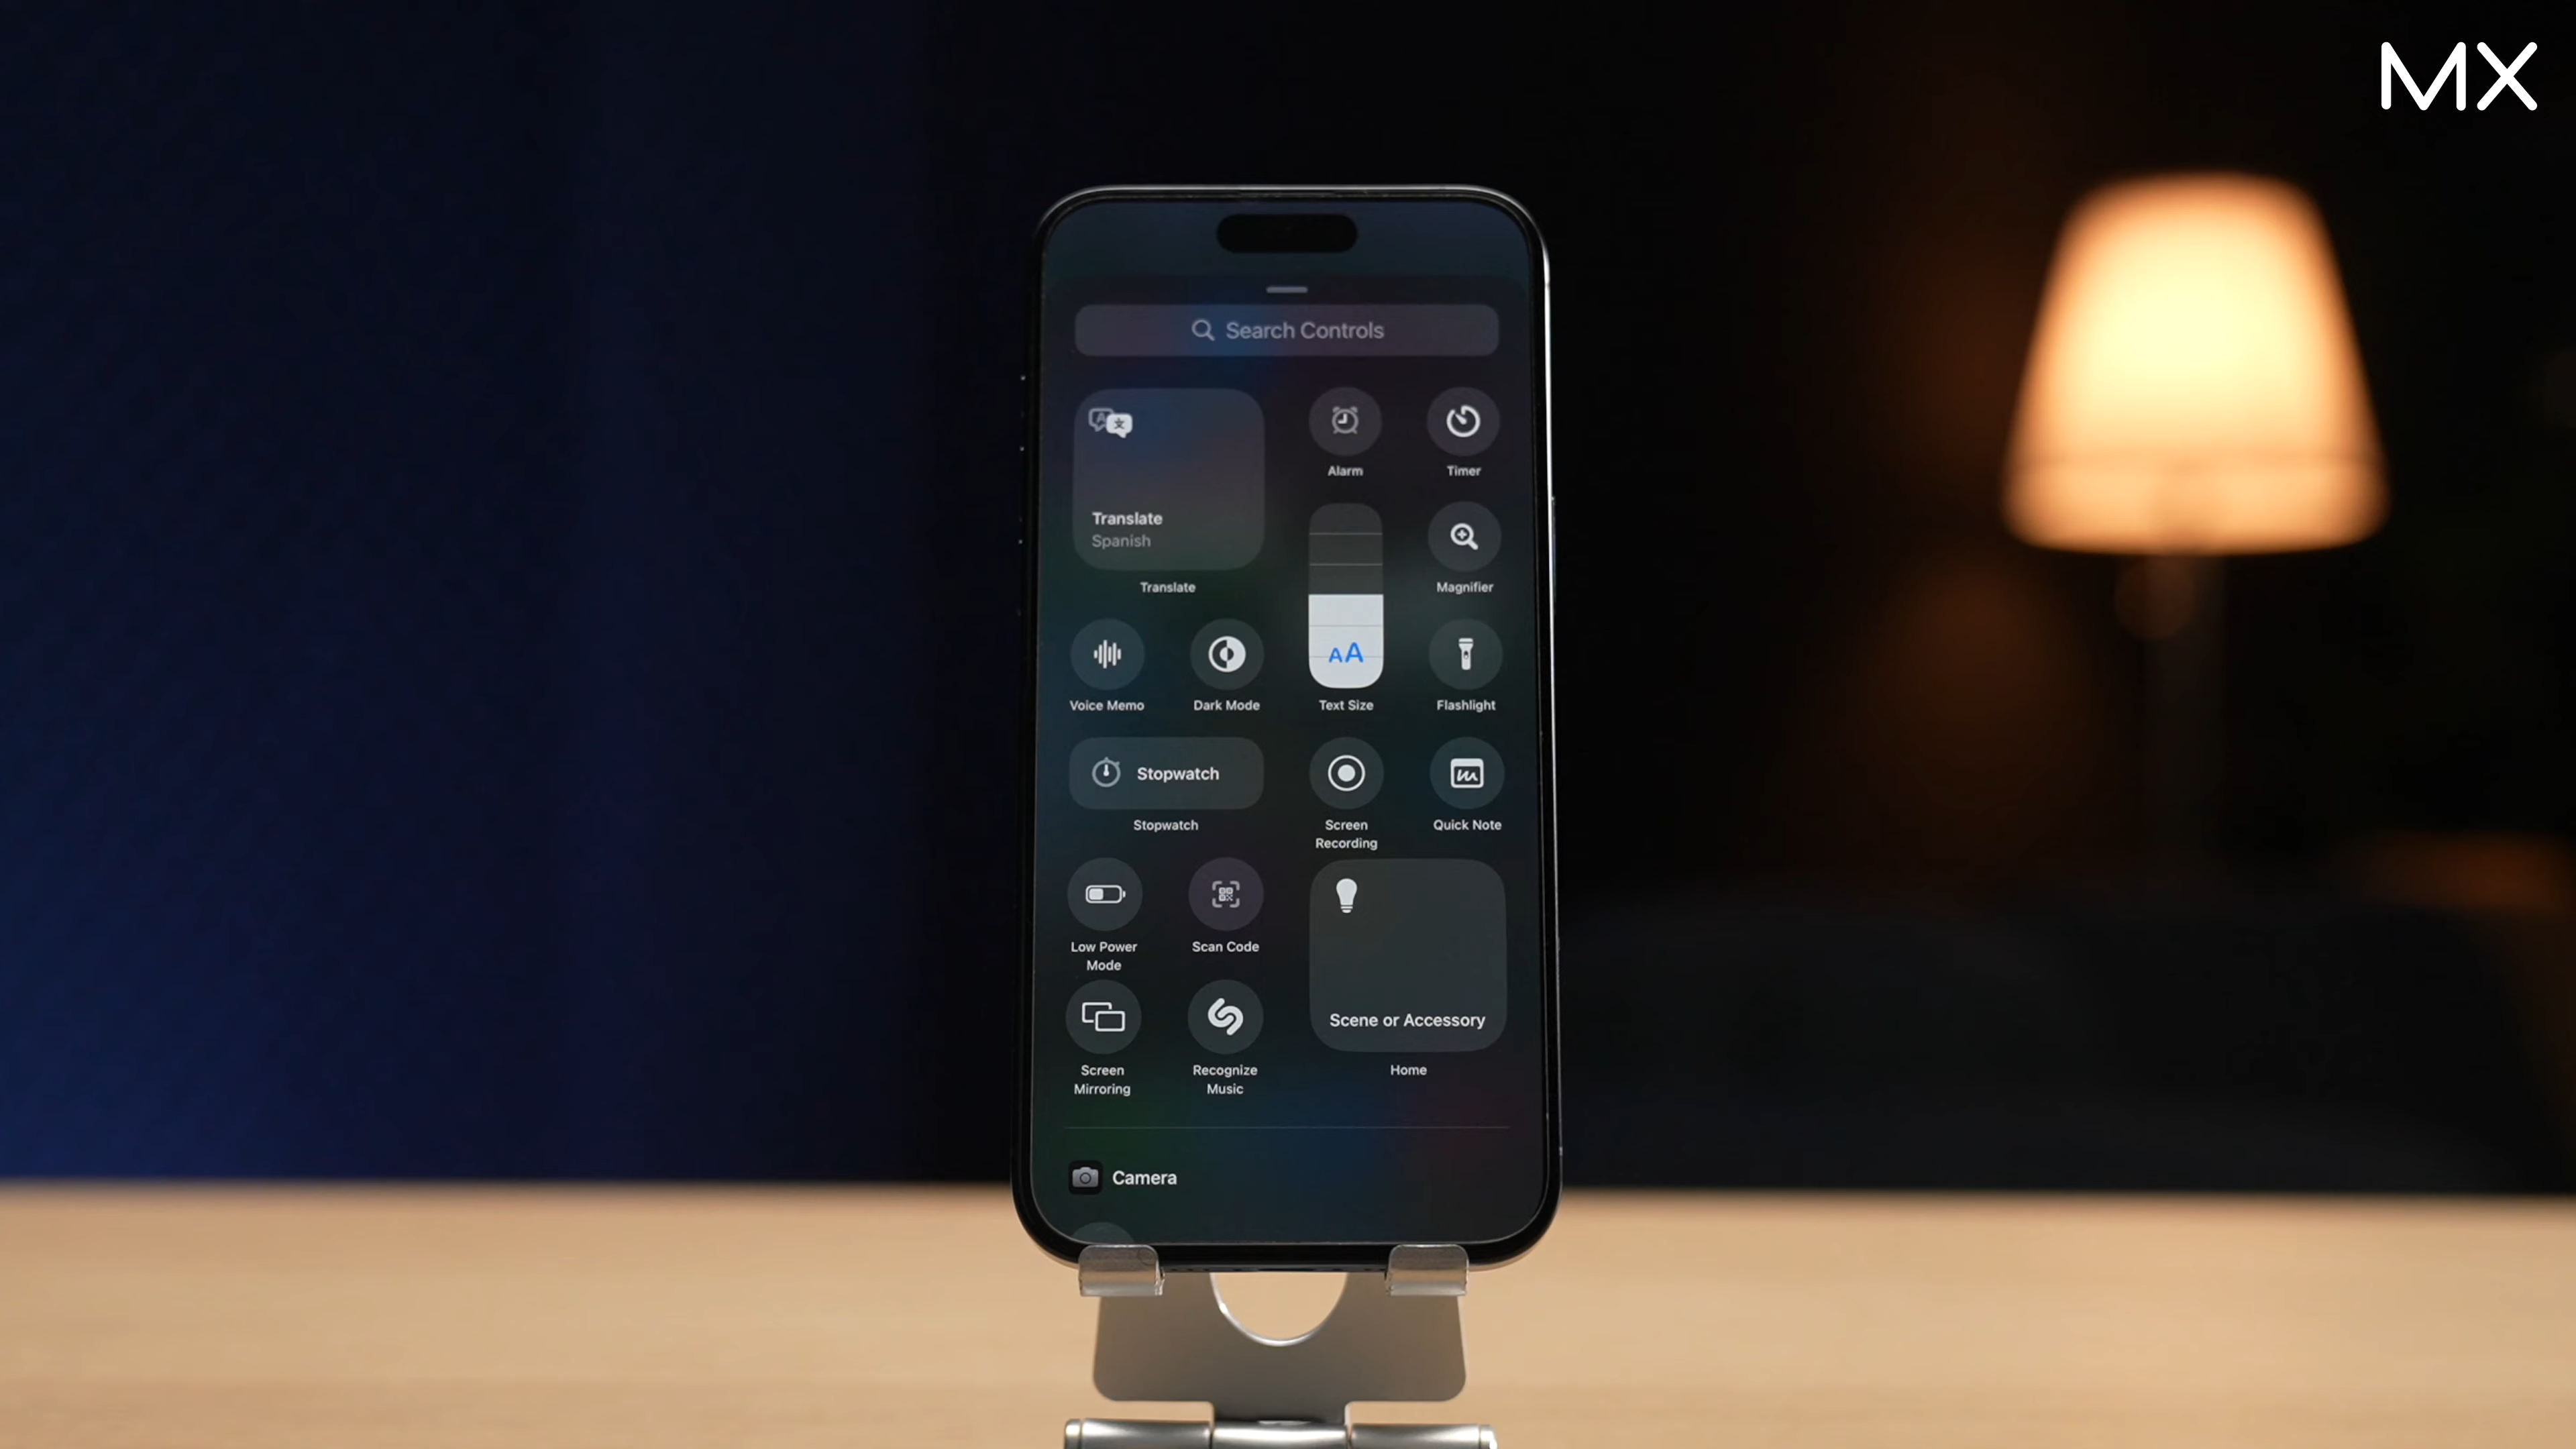 MX
Search Controls
Translate
Spanish
Translate
Alarm
Timer
Magnifier
Voice Memo
Dark Mode
AA
Text Size
Flashlight
Stopwatch
Stopwatch
Screen
Recording
Quick Note
Low Power
Mode
Scan Code
Scene or Accessory
Home
Screen
Mirroring
Recognize
Music
Camera